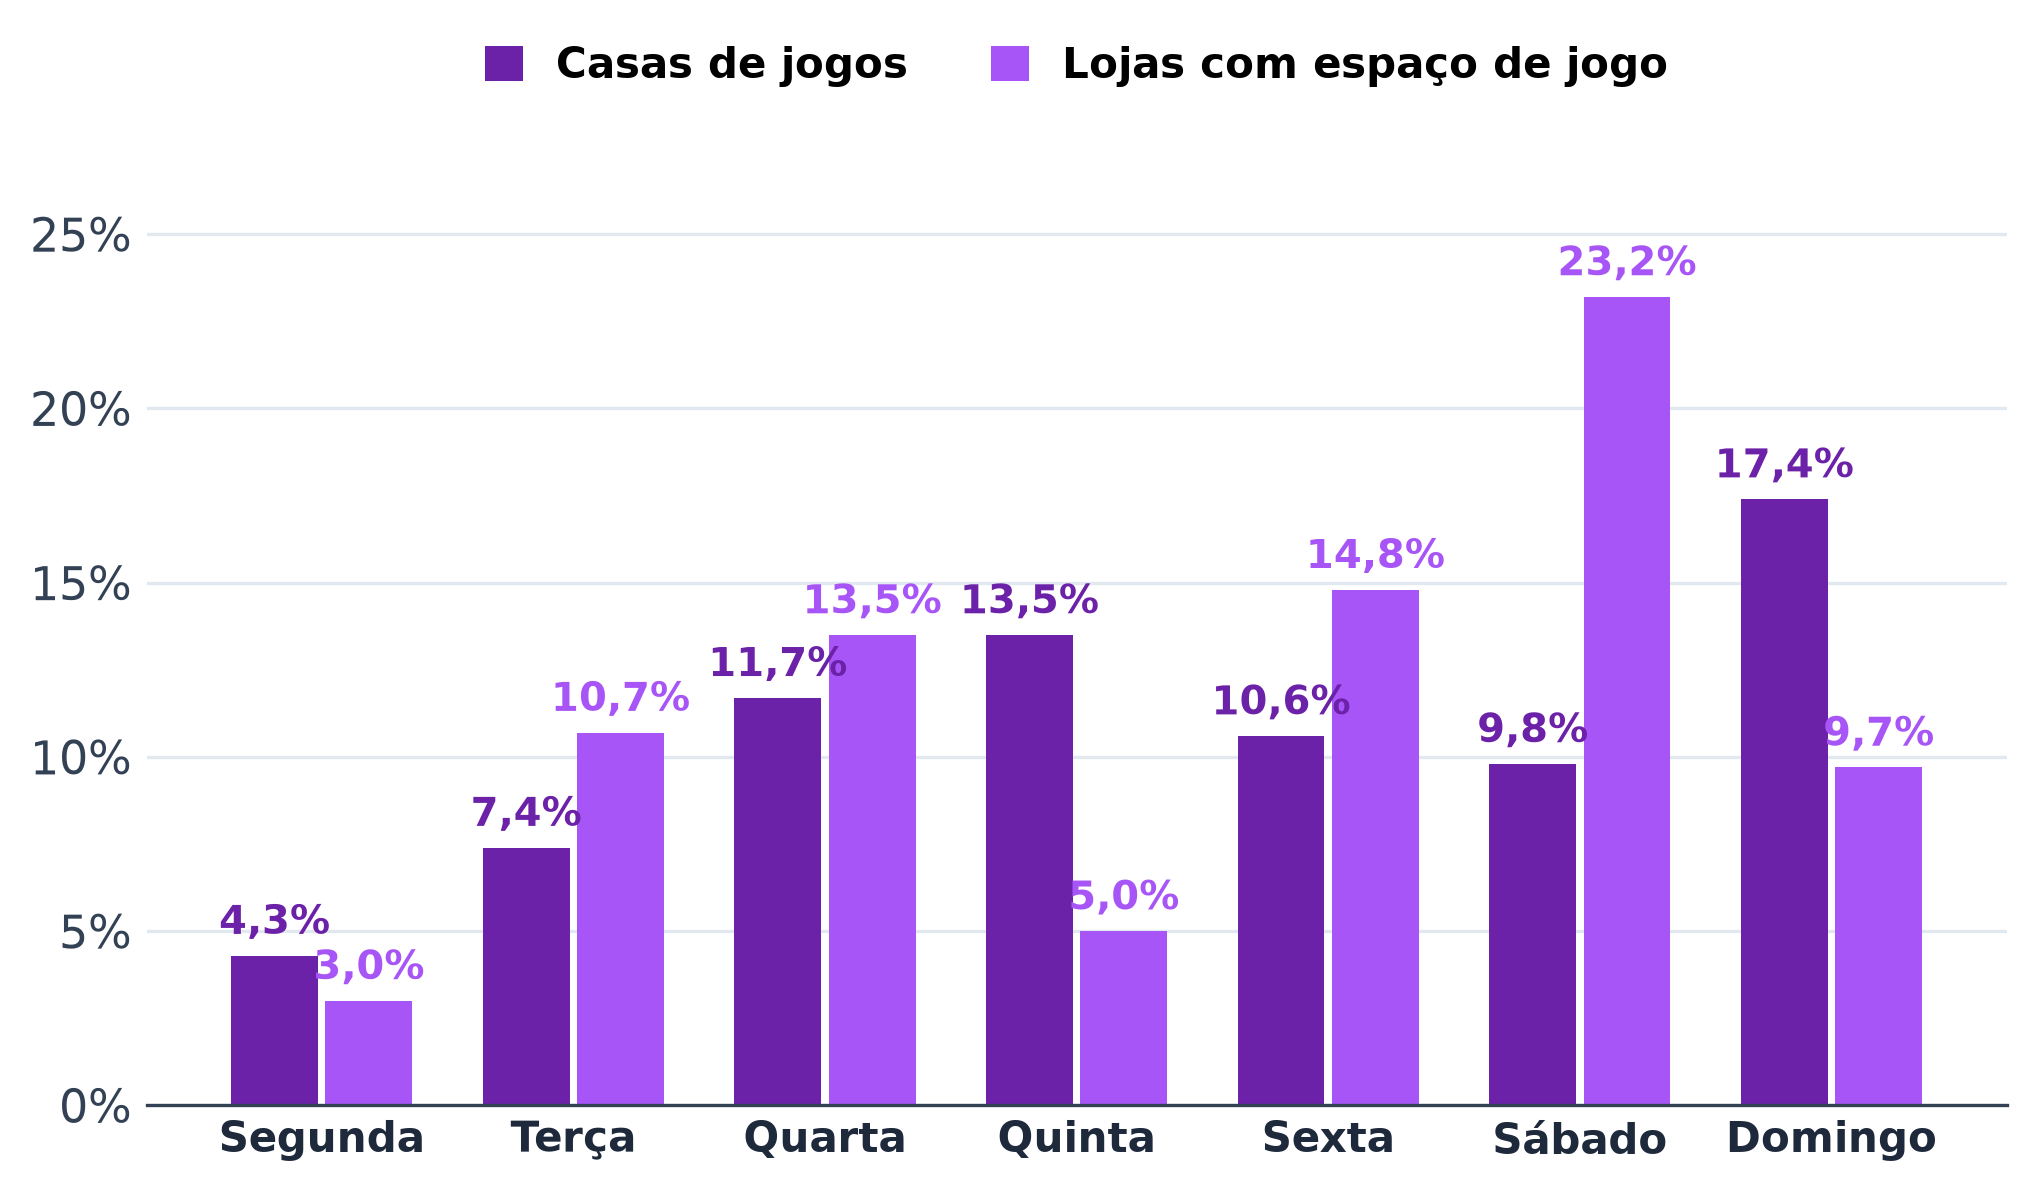 Casas de jogos
Lojas com espaço de jogo
25%
20%
15%
10%
5%
0%
4,3%
3,0%
7,4%
10,7%
11,7%
13,5%
13,5%
5,0%
10,6%
14,8%
9,8%
23,2%
17,4%
9,7%
Segunda
Terça
Quarta
Quinta
Sexta
Sábado
Domingo